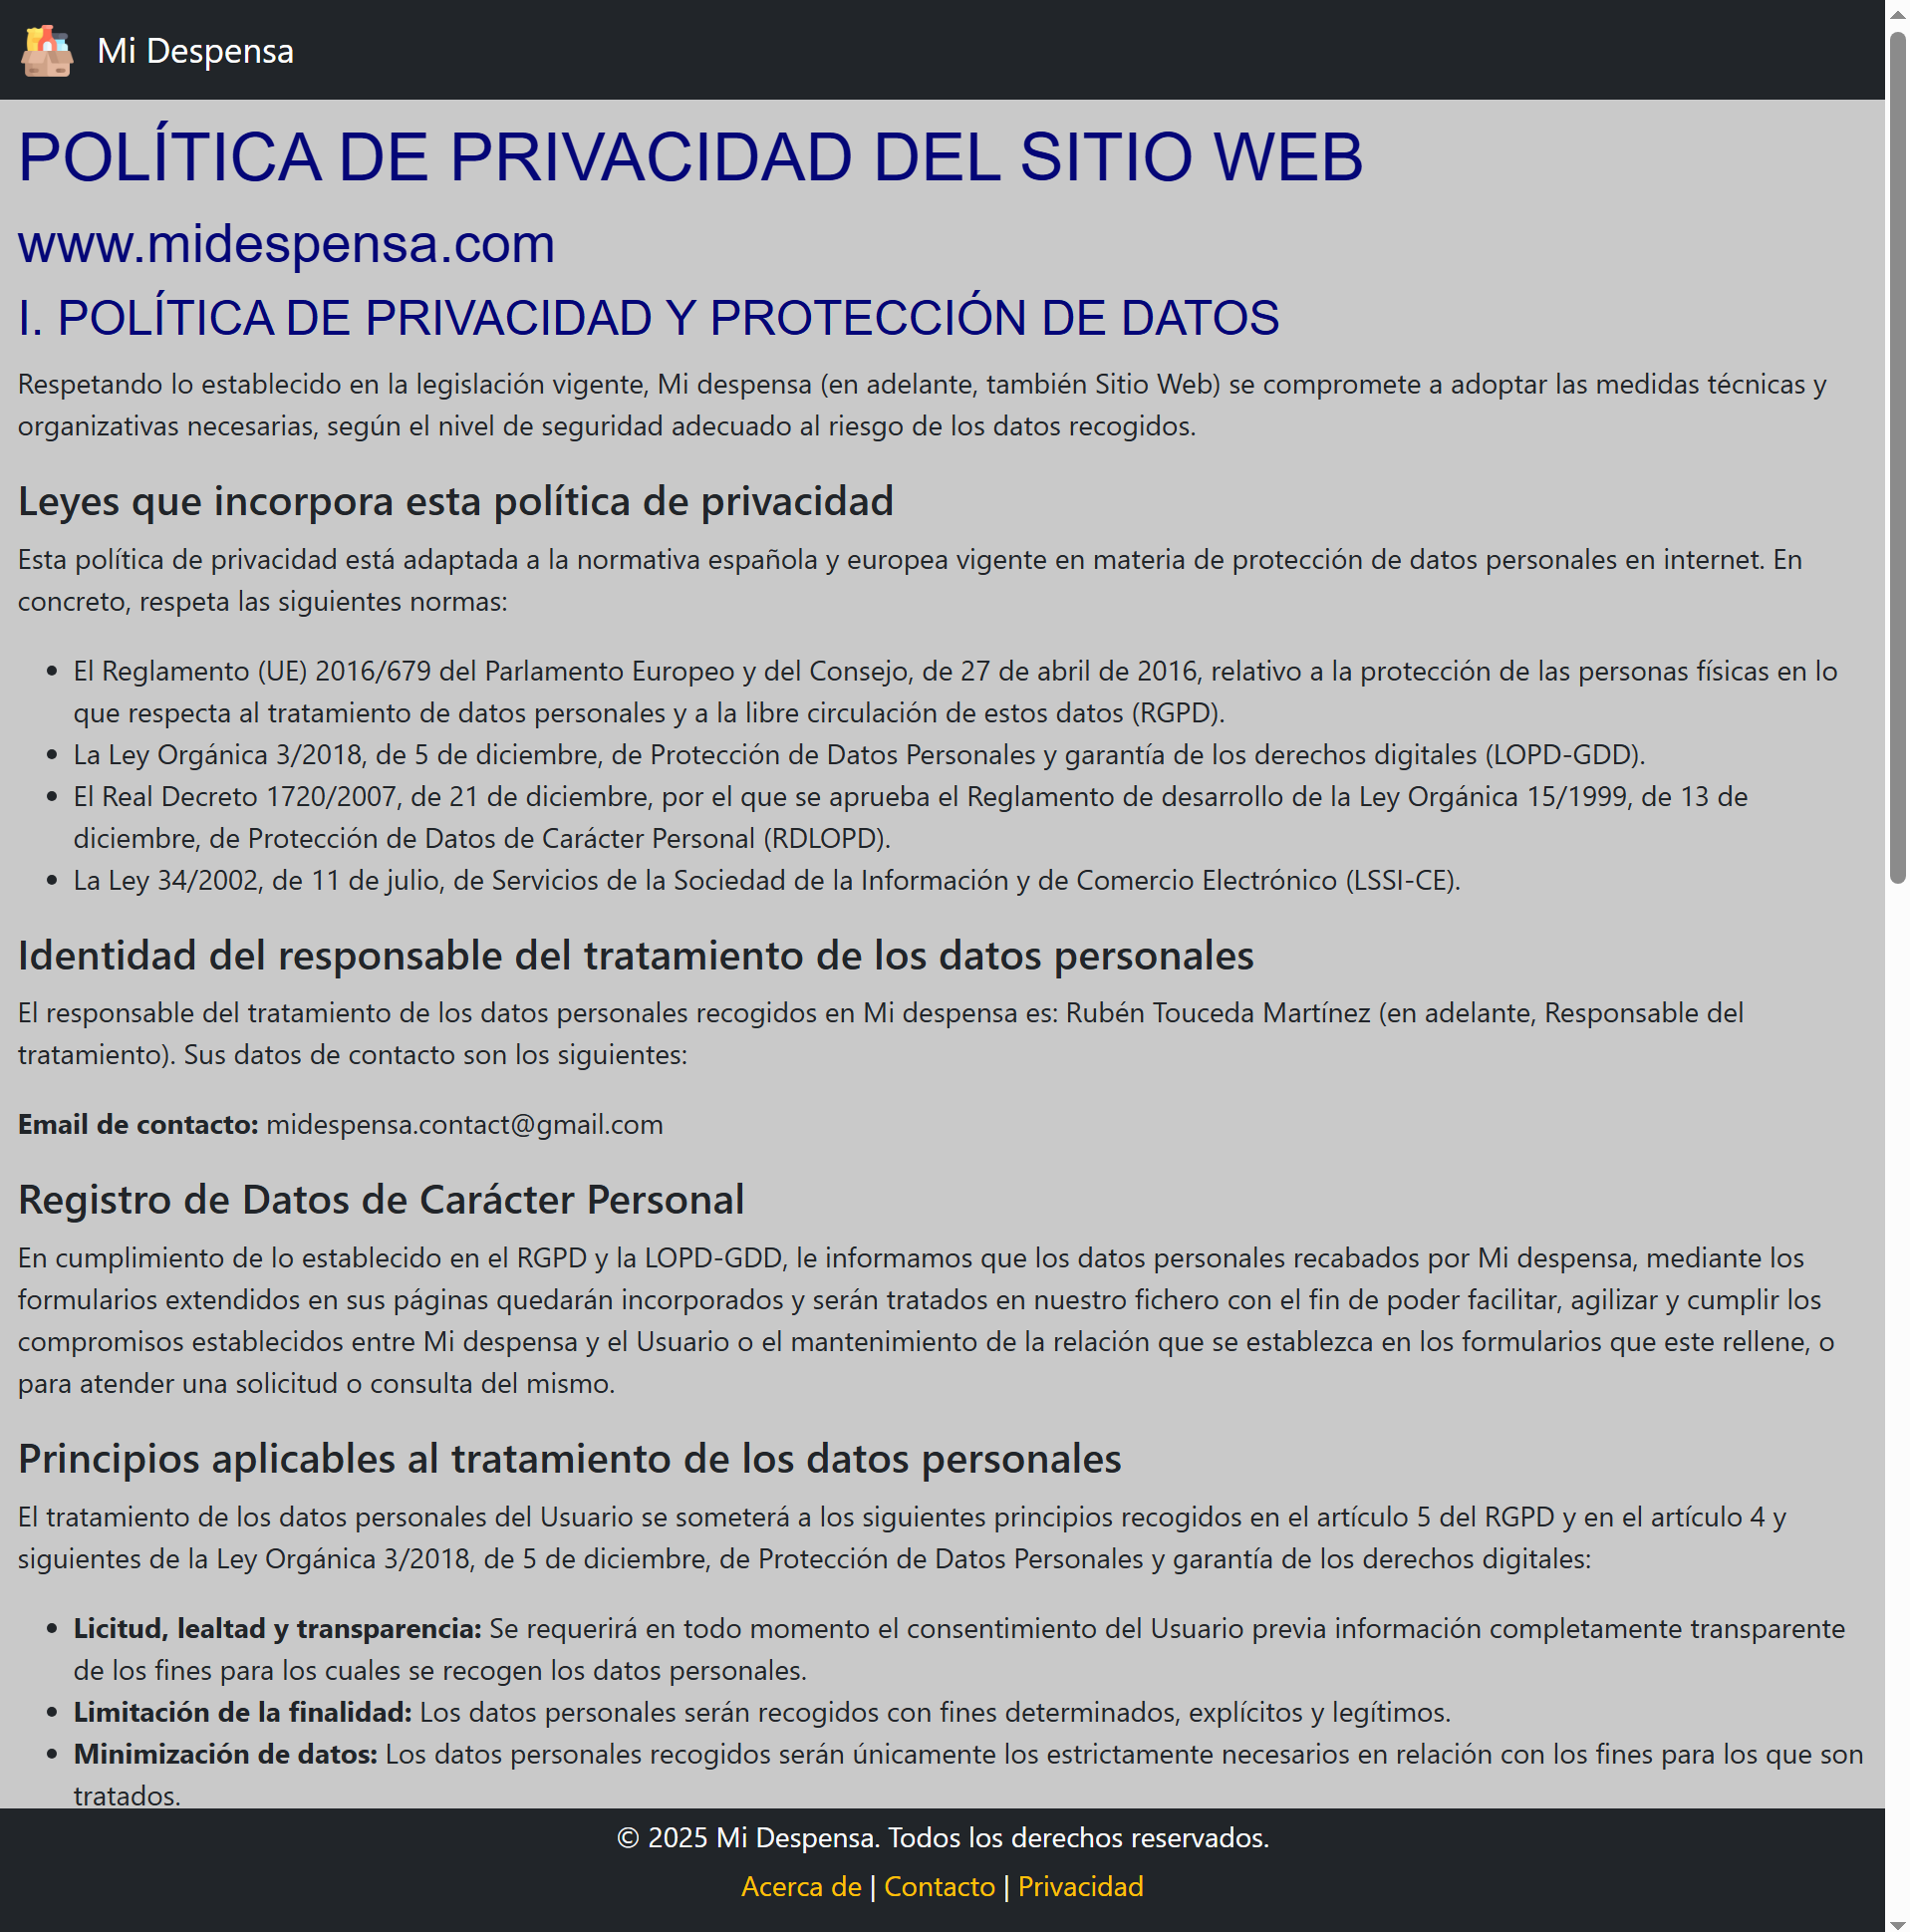 Mi Despensa
POLÍTICA DE PRIVACIDAD DEL SITIO WEB
www.midespensa.com
I. POLÍTICA DE PRIVACIDAD Y PROTECCIÓN DE DATOS
Respetando lo establecido en la legislación vigente, Mi despensa (en adelante, también Sitio Web) se compromete a adoptar las medidas técnicas y
organizativas necesarias, según el nivel de seguridad adecuado al riesgo de los datos recogidos.
Leyes que incorpora esta política de privacidad
Esta política de privacidad está adaptada a la normativa española y europea vigente en materia de protección de datos personales en internet. En
concreto, respeta las siguientes normas:
• El Reglamento (UE) 2016/679 del Parlamento Europeo y del Consejo, de 27 de abril de 2016, relativo a la protección de las personas físicas en lo
que respecta al tratamiento de datos personales y a la libre circulación de estos datos (RGPD).
• La Ley Orgánica 3/2018, de 5 de diciembre, de Protección de Datos Personales y garantía de los derechos digitales (LOPD-GDD).
• El Real Decreto 1720/2007, de 21 de diciembre, por el que se aprueba el Reglamento de desarrollo de la Ley Orgánica 15/1999, de 13 de
diciembre, de Protección de Datos de Carácter Personal (RDLOPD).
• La Ley 34/2002, de 11 de julio, de Servicios de la Sociedad de la Información y de Comercio Electrónico (LSSI-CE).
Identidad del responsable del tratamiento de los datos personales
El responsable del tratamiento de los datos personales recogidos en Mi despensa es: Rubén Touceda Martínez (en adelante, Responsable del
tratamiento). Sus datos de contacto son los siguientes:
Email de contacto: midespensa.contact@gmail.com
Registro de Datos de Carácter Personal
En cumplimiento de lo establecido en el RGPD y la LOPD-GDD, le informamos que los datos personales recabados por Mi despensa, mediante los
formularios extendidos en sus páginas quedarán incorporados y serán tratados en nuestro fichero con el fin de poder facilitar, agilizar y cumplir los
compromisos establecidos entre Mi despensa y el Usuario o el mantenimiento de la relación que se establezca en los formularios que este rellene, o
para atender una solicitud o consulta del mismo.
Principios aplicables al tratamiento de los datos personales
El tratamiento de los datos personales del Usuario se someterá a los siguientes principios recogidos en el artículo 5 del RGPD y en el artículo 4 y
siguientes de la Ley Orgánica 3/2018, de 5 de diciembre, de Protección de Datos Personales y garantía de los derechos digitales:
• Licitud, lealtad y transparencia: Se requerirá en todo momento el consentimiento del Usuario previa información completamente transparente
de los fines para los cuales se recogen los datos personales.
• Limitación de la finalidad: Los datos personales serán recogidos con fines determinados, explícitos y legítimos.
• Minimización de datos: Los datos personales recogidos serán únicamente los estrictamente necesarios en relación con los fines para los que son
tratados.
© 2025 Mi Despensa. Todos los derechos reservados.
Acerca de | Contacto | Privacidad